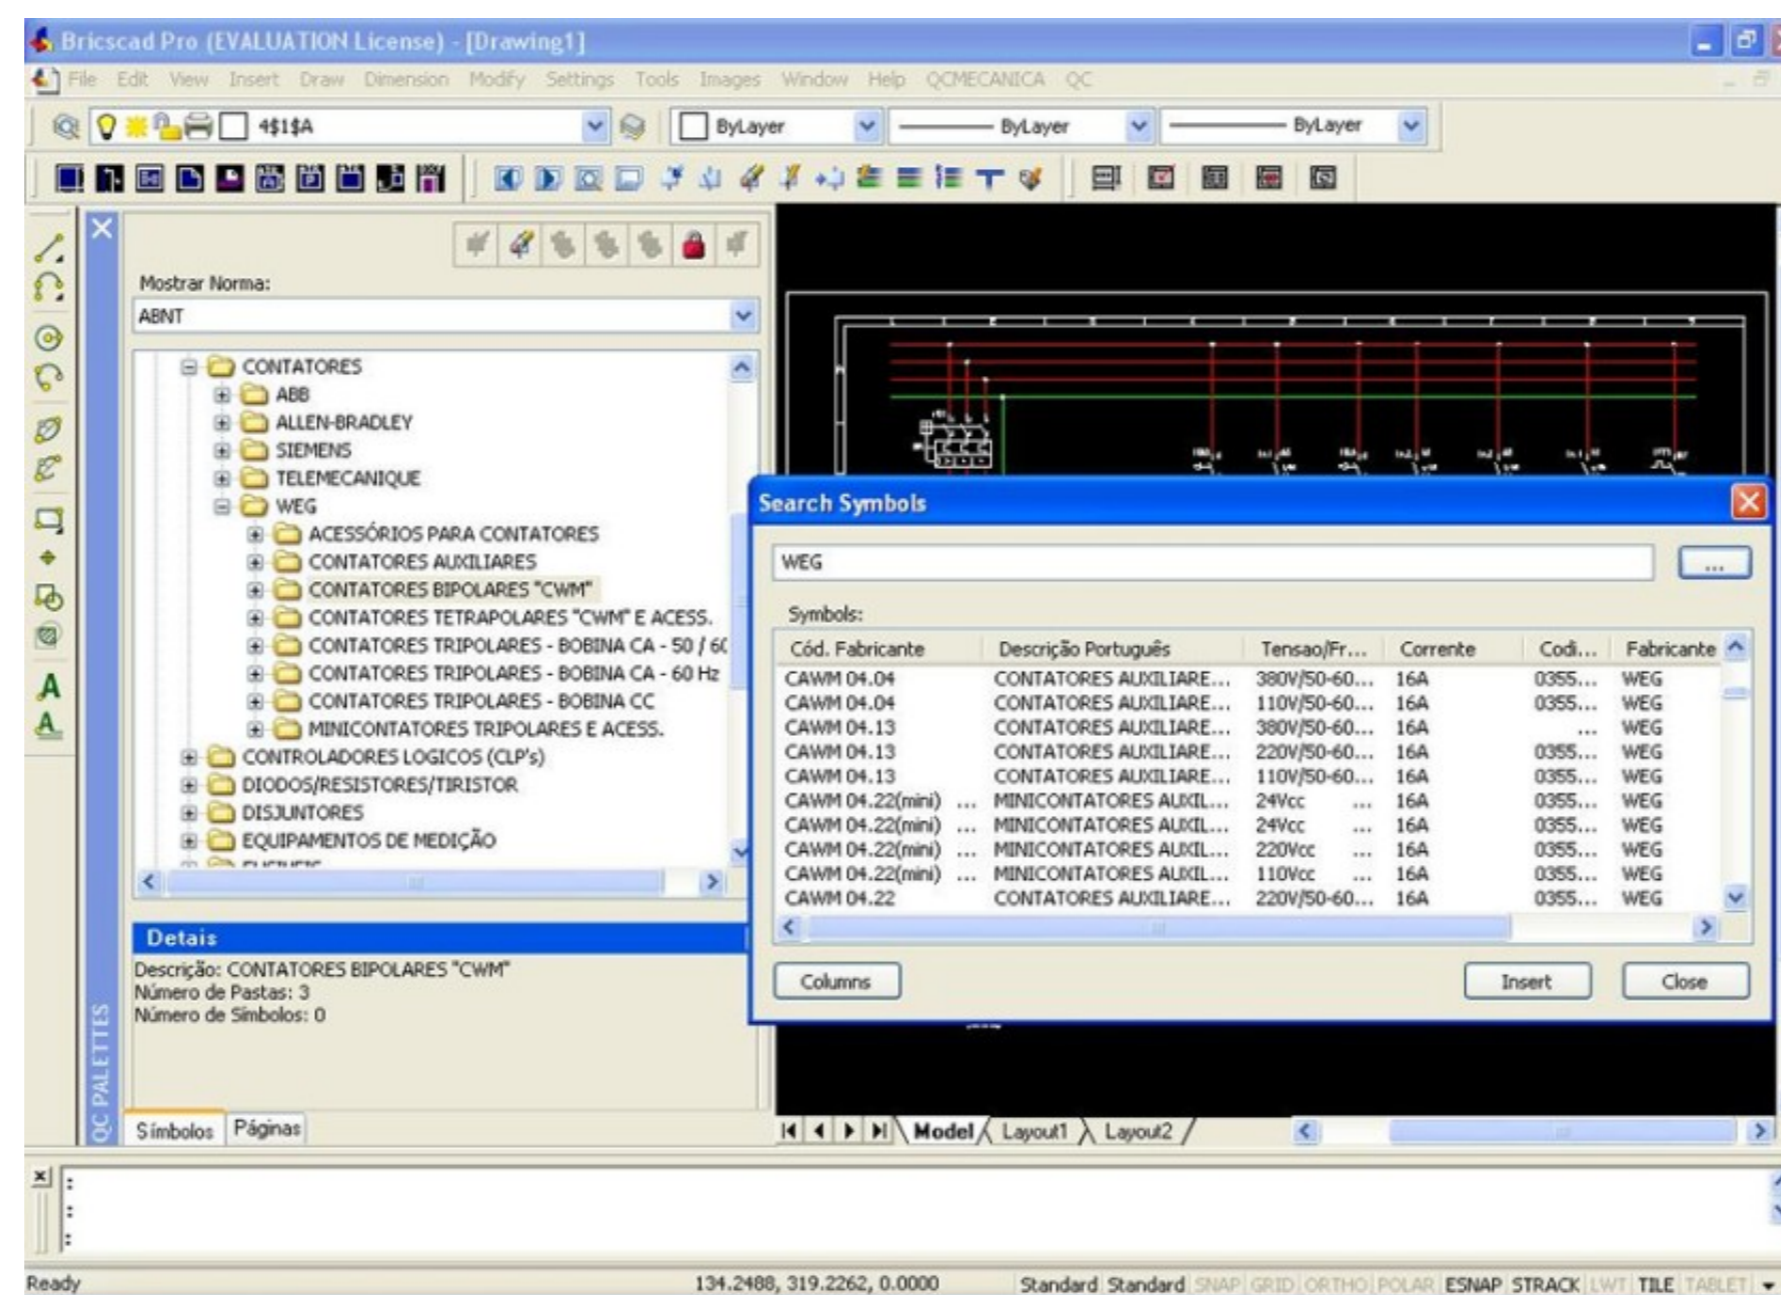 Bricscad Pro (EVALUATION License) - [Drawing1]
File Edit View Insert Draw Dimension Modify Settings Tools Images Window Help QCMECANICA QC
4$1$A ByLayer ByLayer ByLayer
Mostrar Norma:
ABNT
CONTATORES
ABB
ALLEN-BRADLEY
SIEMENS
TELEMECANIQUE
WEG
ACESSÓRIOS PARA CONTATORES
CONTATORES AUXILIARES
CONTATORES BIPOLARES "CWM"
CONTATORES TETRAPOLARES "CWM" E ACESS.
CONTATORES TRIPOLARES - BOBINA CA - 50 / 60
CONTATORES TRIPOLARES - BOBINA CA - 60 Hz
CONTATORES TRIPOLARES - BOBINA CC
MINICONTATORES TRIPOLARES E ACESS.
CONTROLADORES LOGICOS (CLP's)
DIODOS/RESISTORES/TIRISTOR
DISJUNTORES
EQUIPAMENTOS DE MEDIÇÃO
Detais
Descrição: CONTATORES BIPOLARES "CWM"
Número de Pastas: 3
Número de Símbolos: 0
QC PALETTES
Símbolos Páginas
Search Symbols
WEG ...
Symbols:
Cód. Fabricante Descrição Português Tensao/Fr... Corrente Codi... Fabricante
CAWM 04.04 CONTATORES AUXILIARE... 380V/50-60... 16A 0355... WEG
CAWM 04.04 CONTATORES AUXILIARE... 110V/50-60... 16A 0355... WEG
CAWM 04.13 CONTATORES AUXILIARE... 380V/50-60... 16A ... WEG
CAWM 04.13 CONTATORES AUXILIARE... 220V/50-60... 16A 0355... WEG
CAWM 04.13 CONTATORES AUXILIARE... 110V/50-60... 16A 0355... WEG
CAWM 04.22(mini) ... MINICONTATORES AUXIL... 24Vcc ... 16A 0355... WEG
CAWM 04.22(mini) ... MINICONTATORES AUXIL... 24Vcc ... 16A 0355... WEG
CAWM 04.22(mini) ... MINICONTATORES AUXIL... 220Vcc ... 16A 0355... WEG
CAWM 04.22(mini) ... MINICONTATORES AUXIL... 110Vcc ... 16A 0355... WEG
CAWM 04.22 CONTATORES AUXILIARE... 220V/50-60... 16A 0355... WEG
Columns Insert Close
Model Layout1 Layout2
:
:
:
Ready 134.2488, 319.2262, 0.0000 Standard Standard SNAP GRID ORTHO POLAR ESNAP STRACK LWT TILE TABLET